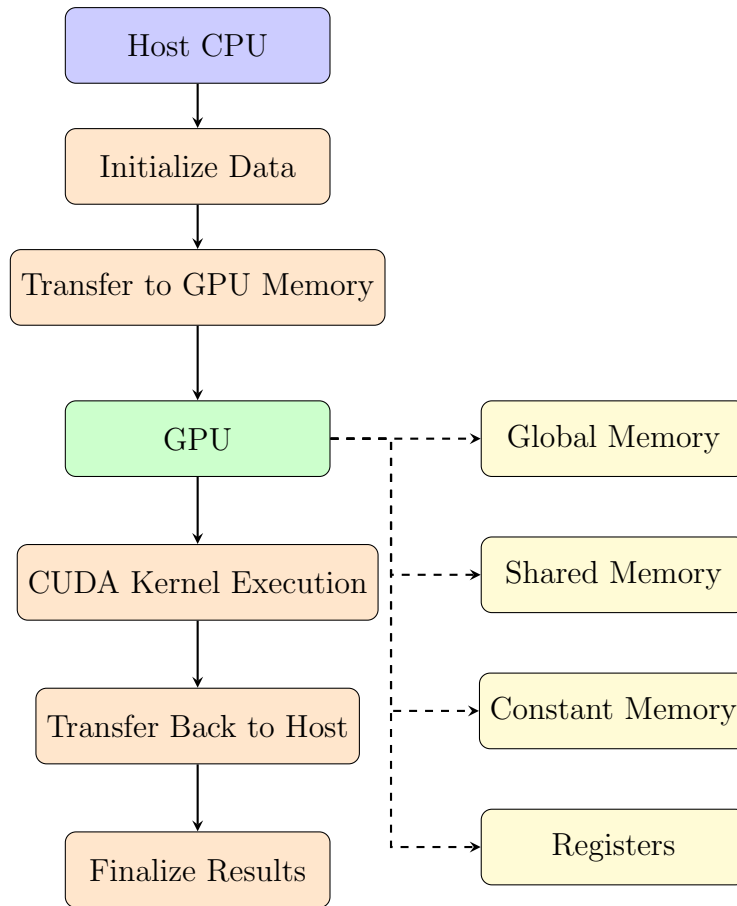 Host CPU
Initialize Data
Transfer to GPU Memory
GPU
Global Memory
CUDA Kernel Execution
Shared Memory
Transfer Back to Host
Constant Memory
Finalize Results
Registers